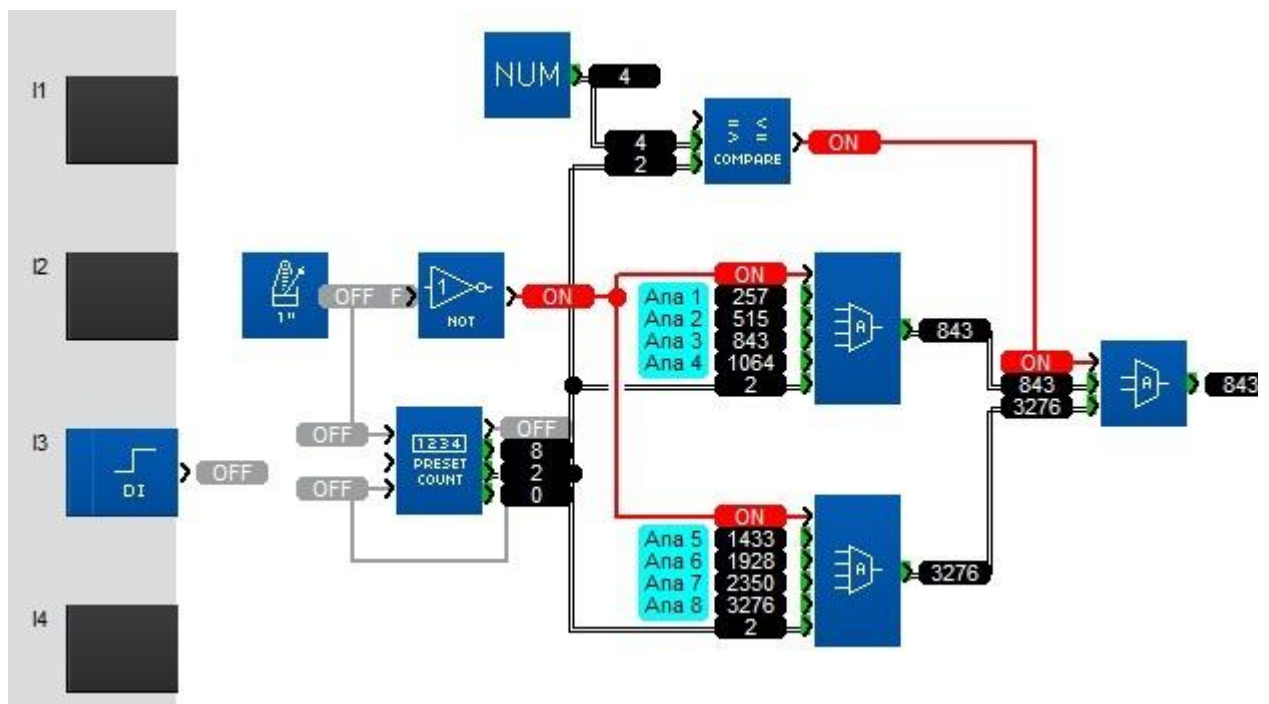 I1
NUM
4
= <
> =
COMPARE
4
2
ON
I2
1"
OFF F
1
NOT
ON
ON
Ana 1 257
Ana 2 515
Ana 3 843
Ana 4 1064
2
A
843
ON
843
3276
A
843
I3
DI
OFF
OFF
OFF
1234
PRESET
COUNT
OFF
8
2
0
ON
Ana 5 1433
Ana 6 1928
Ana 7 2350
Ana 8 3276
2
A
3276
I4